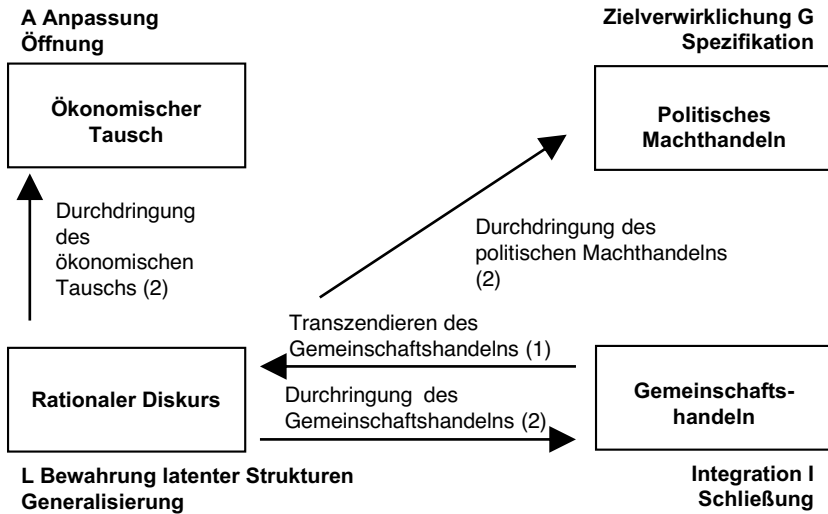 A Anpassung
Öffnung
Zielverwirklichung G
Spezifikation
Ökonomischer
Tausch
Politisches
Machthandeln
Durchdringung
des
ökonomischen
Tauschs (2)
Durchdringung des
politischen Machthandelns
(2)
Transzendieren des
Gemeinschaftshandelns (1)
Rationaler Diskurs
Durchringung des
Gemeinschaftshandelns (2)
Gemeinschafts-
handeln
L Bewahrung latenter Strukturen
Generalisierung
Integration I
Schließung